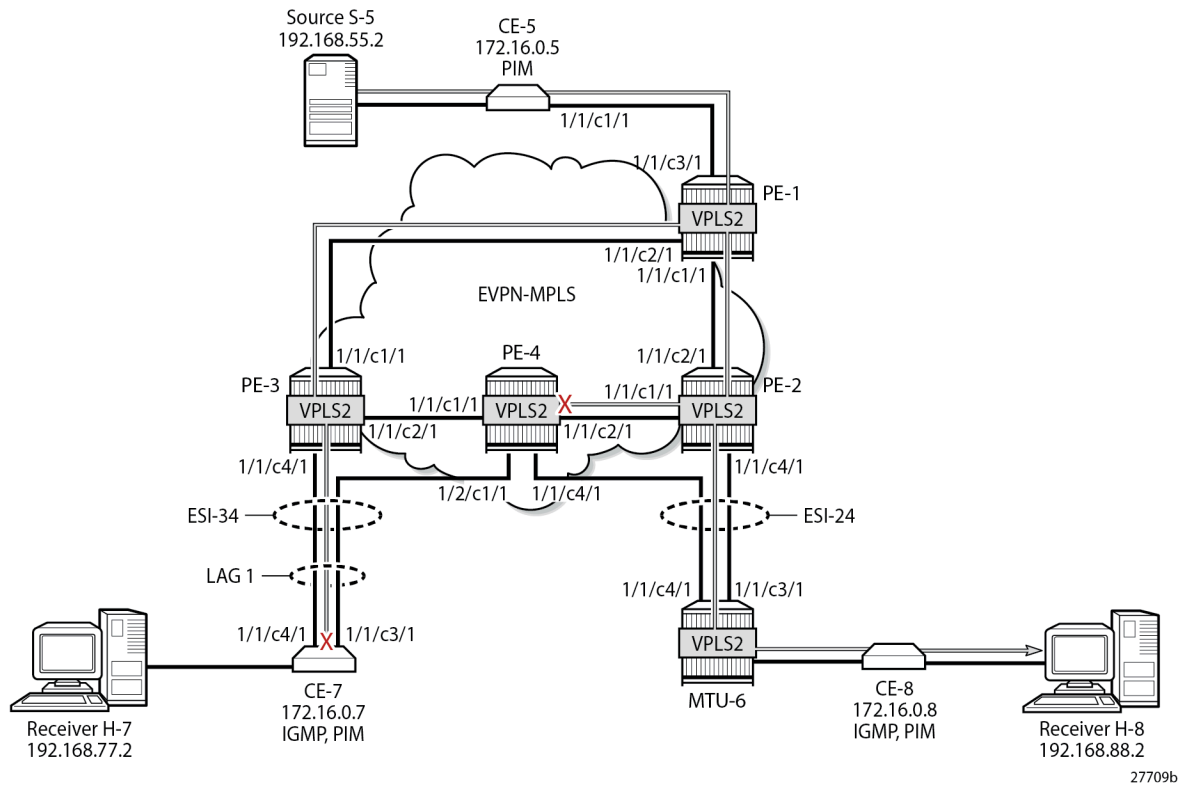 Source S-5
192.168.55.2
CE-5
172.16.0.5
PIM
1/1/c1/1
1/1/c3/1
PE-1
VPLS2
1/1/c2/1
1/1/c1/1
EVPN-MPLS
1/1/c1/1
PE-4
1/1/c2/1
PE-3
1/1/c1/1
PE-2
VPLS2
1/1/c1/1
VPLS2
X
VPLS2
1/1/c2/1
1/1/c2/1
1/1/c4/1
1/2/c1/1
1/1/c4/1
1/1/c4/1
ESI-34
ESI-24
LAG 1
1/1/c4/1
1/1/c3/1
1/1/c4/1
X
1/1/c3/1
VPLS2
MTU-6
CE-7
172.16.0.7
IGMP, PIM
CE-8
172.16.0.8
IGMP, PIM
Receiver H-7
192.168.77.2
Receiver H-8
192.168.88.2
27709b